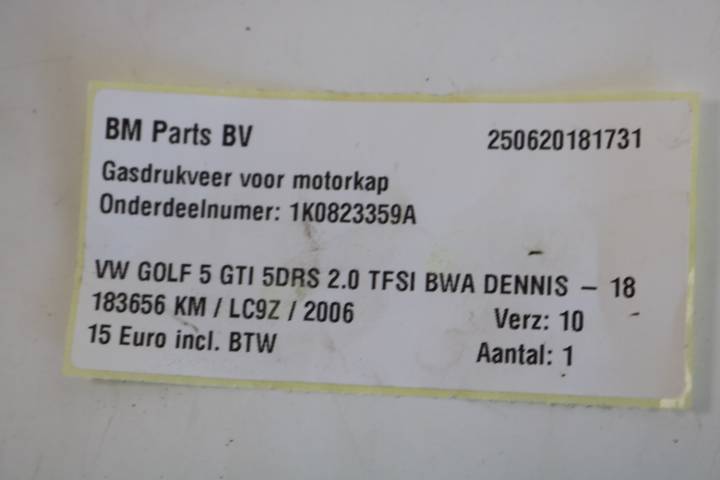 BM Parts BV 250620181731
Gasdrukveer voor motorkap
Onderdeelnumer: 1K0823359A
VW GOLF 5 GTI 5DRS 2.0 TFSI BWA DENNIS – 18
183656 KM / LC9Z / 2006 Verz: 10
15 Euro incl. BTW Aantal: 1